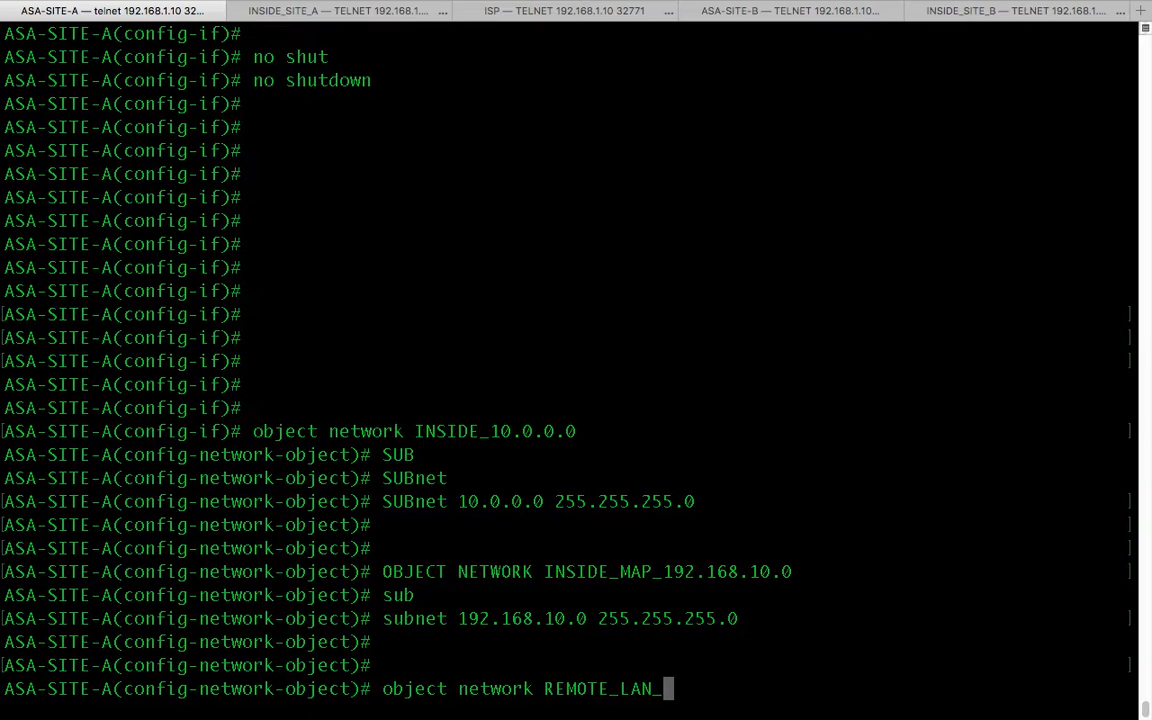 ASA-SITE-A — telnet 192.168.1.10 32... INSIDE_SITE_A — TELNET 192.168.1.... ... ISP — TELNET 192.168.1.10 32771 ... ASA-SITE-B — TELNET 192.168.1.10... INSIDE_SITE_B — TELNET 192.168.1.... ... +
ASA-SITE-A(config-if)#
ASA-SITE-A(config-if)# no shut
ASA-SITE-A(config-if)# no shutdown
ASA-SITE-A(config-if)#
ASA-SITE-A(config-if)#
ASA-SITE-A(config-if)#
ASA-SITE-A(config-if)#
ASA-SITE-A(config-if)#
ASA-SITE-A(config-if)#
ASA-SITE-A(config-if)#
ASA-SITE-A(config-if)#
ASA-SITE-A(config-if)#
[ASA-SITE-A(config-if)# ]
[ASA-SITE-A(config-if)# ]
[ASA-SITE-A(config-if)# ]
ASA-SITE-A(config-if)#
ASA-SITE-A(config-if)#
[ASA-SITE-A(config-if)# object network INSIDE_10.0.0.0 ]
ASA-SITE-A(config-network-object)# SUB
ASA-SITE-A(config-network-object)# SUBnet
[ASA-SITE-A(config-network-object)# SUBnet 10.0.0.0 255.255.255.0 ]
[ASA-SITE-A(config-network-object)# ]
[ASA-SITE-A(config-network-object)# ]
[ASA-SITE-A(config-network-object)# OBJECT NETWORK INSIDE_MAP_192.168.10.0 ]
ASA-SITE-A(config-network-object)# sub
[ASA-SITE-A(config-network-object)# subnet 192.168.10.0 255.255.255.0 ]
ASA-SITE-A(config-network-object)#
[ASA-SITE-A(config-network-object)# ]
ASA-SITE-A(config-network-object)# object network REMOTE_LAN_